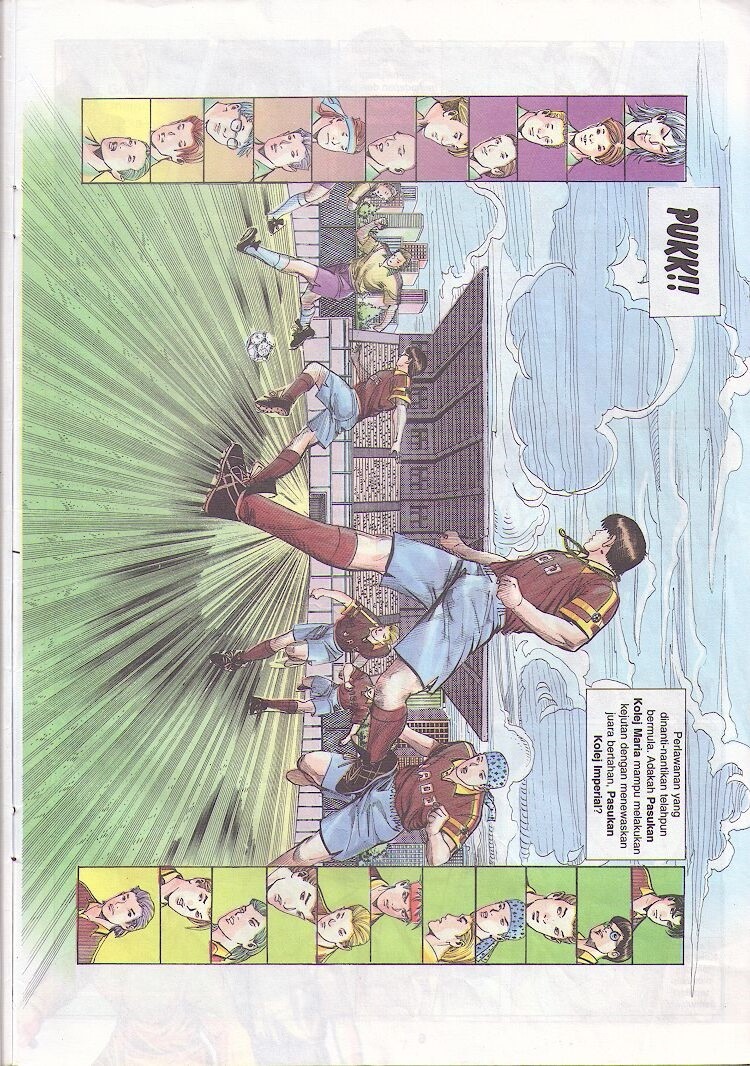 PUKK!!
Perlawanan yang
dinanti-nantikan telahpun
bermula. Adakah Pasukan
Kolej Maria mampu melakukan
kejutan dengan menewaskan
juara bertahan, Pasukan
Kolej Imperial?